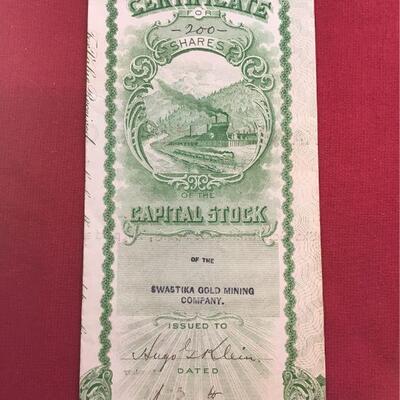 CERTIFICATE
FOR
-200-
SHARES
OF THE
CAPITAL STOCK
OF THE
SWASTIKA GOLD MINING
COMPANY.
ISSUED TO
Hugo G Klein.
DATED